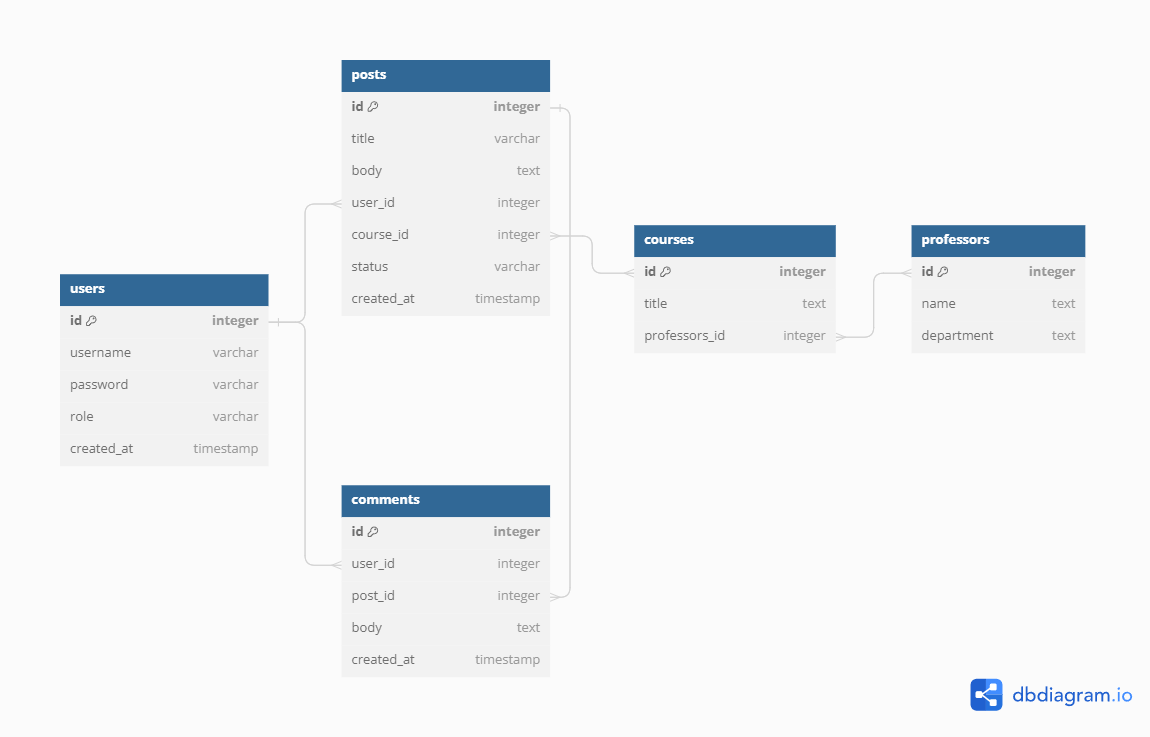 posts
id integer
title varchar
body text
user_id integer
course_id integer
status varchar
created_at timestamp
users
id integer
username varchar
password varchar
role varchar
created_at timestamp
comments
id integer
user_id integer
post_id integer
body text
created_at timestamp
courses
id integer
title text
professors_id integer
professors
id integer
name text
department text
dbdiagram.io